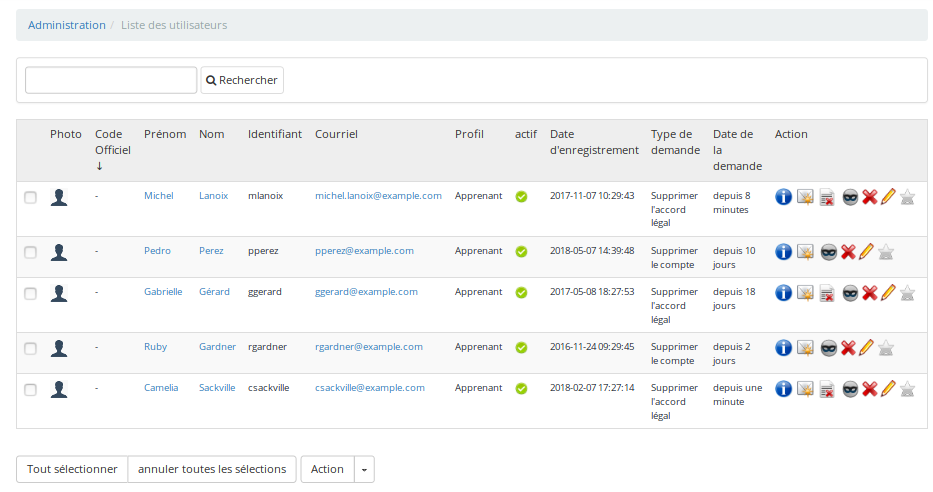 Administration / Liste des utilisateurs
Rechercher
Photo Code Officiel ↓ Prénom Nom Identifiant Courriel Profil actif Date d'enregistrement Type de demande Date de la demande Action
- Michel Lanoix mlanoix michel.lanoix@example.com Apprenant 2017-11-07 10:29:43 Supprimer l'accord légal depuis 8 minutes
- Pedro Perez pperez pperez@example.com Apprenant 2018-05-07 14:39:48 Supprimer le compte depuis 10 jours
- Gabrielle Gérard ggerard ggerard@example.com Apprenant 2017-05-08 18:27:53 Supprimer l'accord légal depuis 18 jours
- Ruby Gardner rgardner rgardner@example.com Apprenant 2016-11-24 09:29:45 Supprimer le compte depuis 2 jours
- Camelia Sackville csackville csackville@example.com Apprenant 2018-02-07 17:27:14 Supprimer l'accord légal depuis une minute
Tout sélectionner annuler toutes les sélections Action